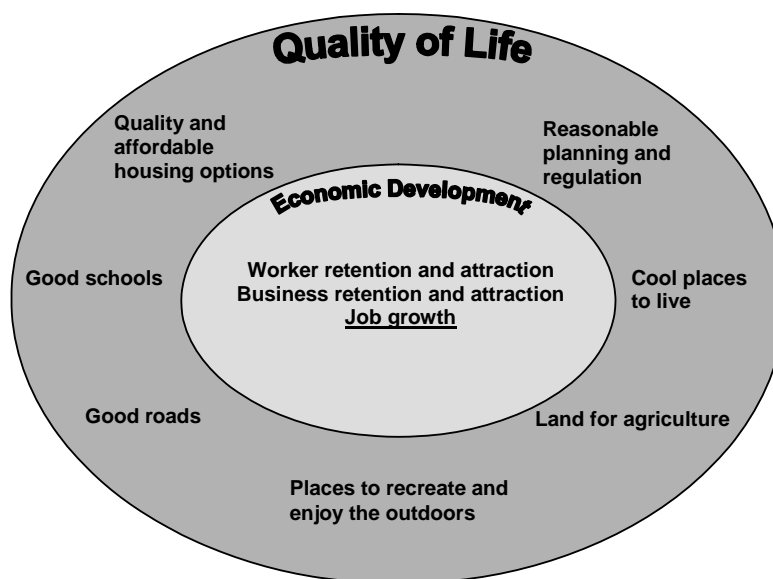 Quality of Life
Quality and
affordable
housing options
Reasonable
planning and
regulation
Economic Development
Worker retention and attraction
Business retention and attraction
Job growth
Good schools
Cool places
to live
Good roads
Land for agriculture
Places to recreate and
enjoy the outdoors